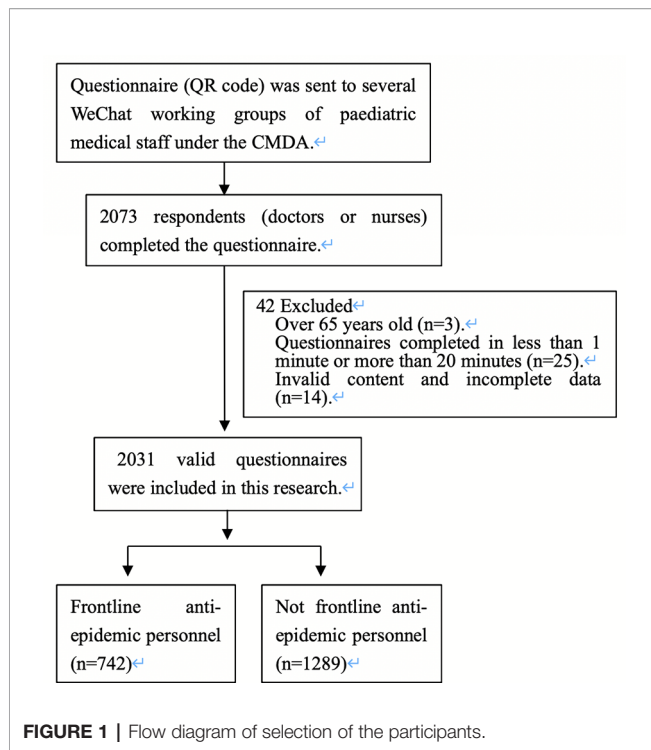 Questionnaire (QR code) was sent to several
WeChat working groups of paediatric
medical staff under the CMDA.↵
2073 respondents (doctors or nurses)
completed the questionnaire.↵
42 Excluded↵
Over 65 years old (n=3).↵
Questionnaires completed in less than 1
minute or more than 20 minutes (n=25).↵
Invalid content and incomplete data
(n=14).↵
2031 valid questionnaires
were included in this research.↵
Frontline anti-
epidemic personnel
(n=742)↵
Not frontline anti-
epidemic personnel
(n=1289)↵
FIGURE 1 | Flow diagram of selection of the participants.